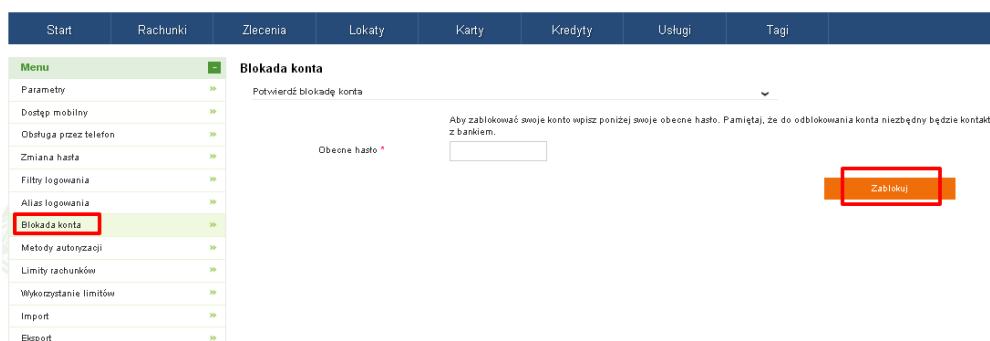 Start Rachunki Zlecenia Lokaty Karty Kredyty Usługi Tagi
Menu
Parametry
Dostęp mobilny
Obsługa przez telefon
Zmiana hasła
Filtry logowania
Alias logowania
Blokada konta
Metody autoryzacji
Limity rachunków
Wykorzystanie limitów
Import
Eksport
Blokada konta
Potwierdź blokadę konta
Aby zablokować swoje konto wpisz poniżej swoje obecne hasło. Pamiętaj, że do odblokowania konta niezbędny będzie kontakt
z bankiem.
Obecne hasło *
Zablokuj